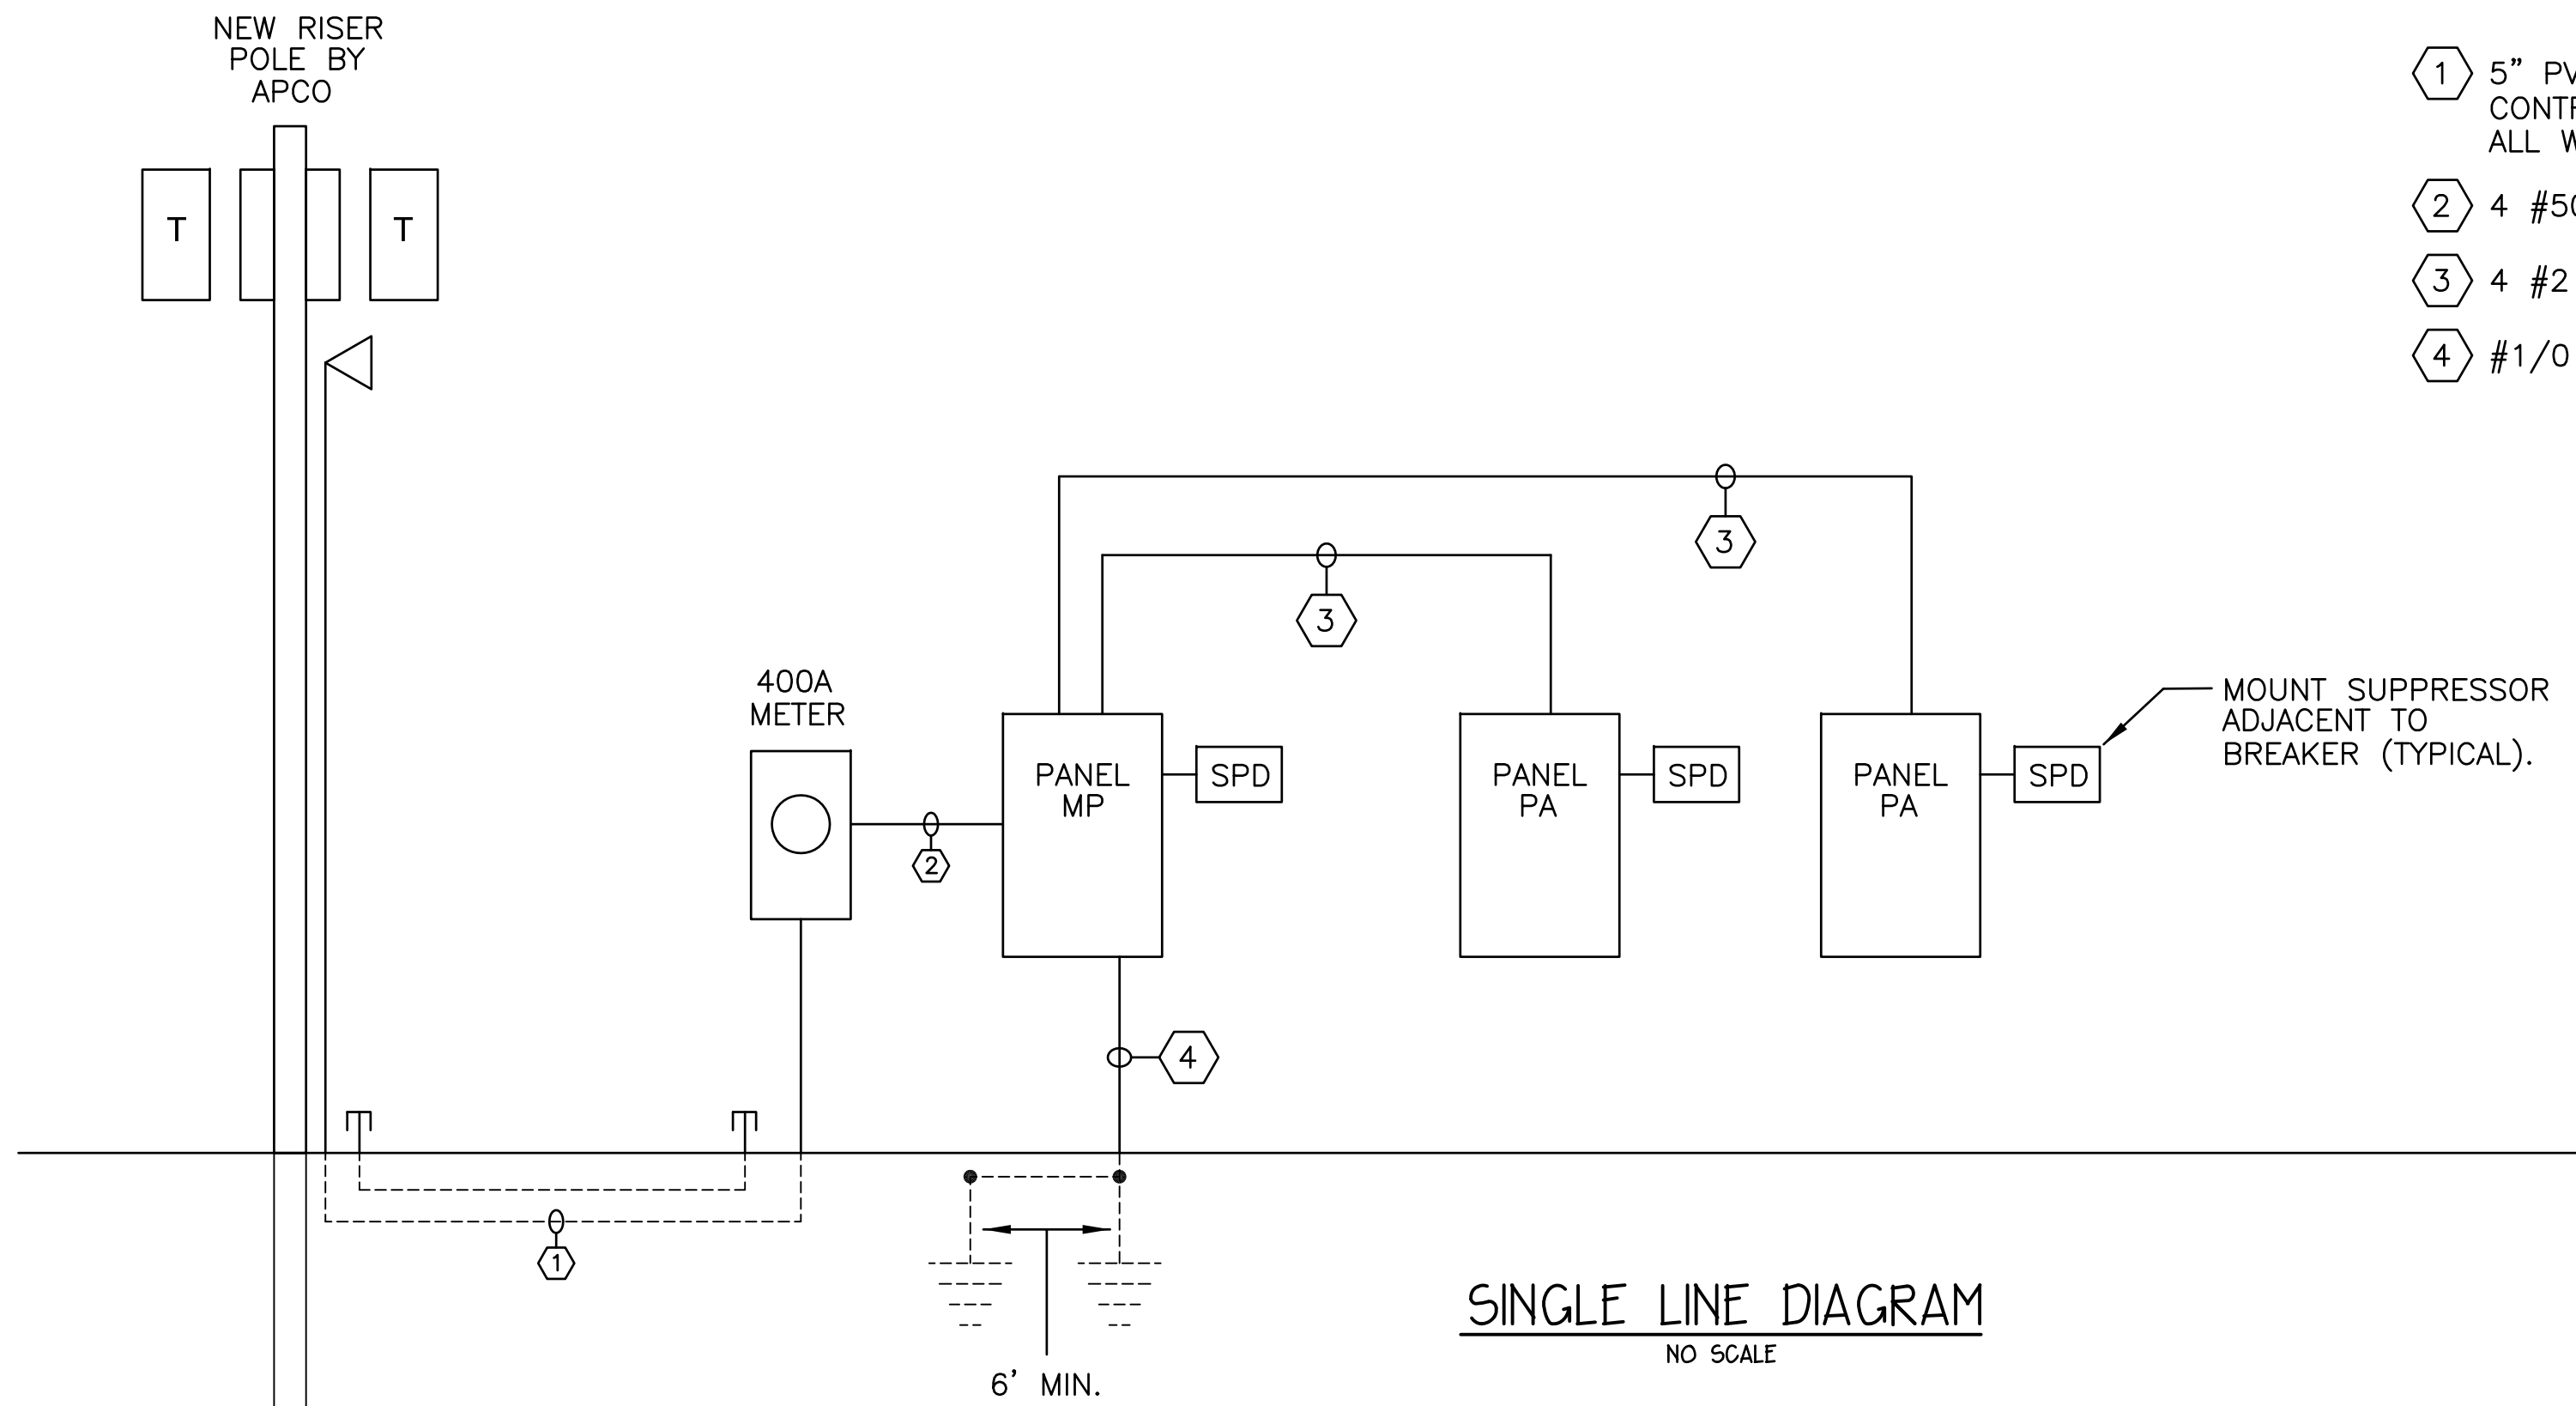 NEW RISER
POLE BY
APCO
T
T
1
5" PV
CONTR
ALL W
2
4 #50
3
4 #2
4
#1/0
3
3
400A
METER
PANEL
MP
SPD
PANEL
PA
SPD
PANEL
PA
SPD
MOUNT SUPPRESSOR
ADJACENT TO
BREAKER (TYPICAL).
2
4
1
6' MIN.
SINGLE LINE DIAGRAM
NO SCALE